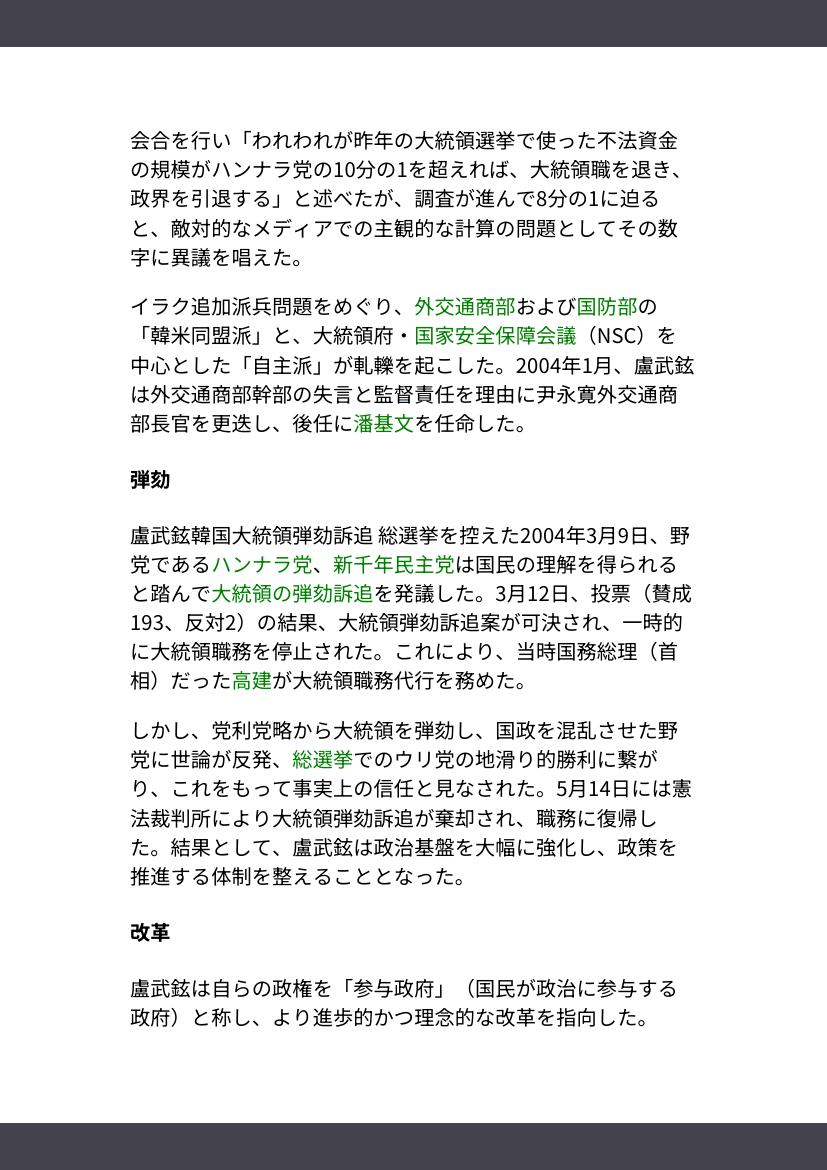 会合を行い「われわれが昨年の大統領選挙で使った不法資金
の規模がハンナラ党の10分の1を超えれば、大統領職を退き、
政界を引退する」と述べたが、調査が進んで8分の1に迫る
と、敵対的なメディアでの主観的な計算の問題としてその数
字に異議を唱えた。
イラク追加派兵問題をめぐり、外交通商部および国防部の
「韓米同盟派」と、大統領府・国家安全保障会議（NSC）を
中心とした「自主派」が軋轢を起こした。2004年1月、盧武鉉
は外交通商部幹部の失言と監督責任を理由に尹永寛外交通商
部長官を更迭し、後任に潘基文を任命した。
弾劾
盧武鉉韓国大統領弾劾訴追 総選挙を控えた2004年3月9日、野
党であるハンナラ党、新千年民主党は国民の理解を得られる
と踏んで大統領の弾劾訴追を発議した。3月12日、投票（賛成
193、反対2）の結果、大統領弾劾訴追案が可決され、一時的
に大統領職務を停止された。これにより、当時国務総理（首
相）だった高建が大統領職務代行を務めた。
しかし、党利党略から大統領を弾劾し、国政を混乱させた野
党に世論が反発、総選挙でのウリ党の地滑り的勝利に繋が
り、これをもって事実上の信任と見なされた。5月14日には憲
法裁判所により大統領弾劾訴追が棄却され、職務に復帰し
た。結果として、盧武鉉は政治基盤を大幅に強化し、政策を
推進する体制を整えることとなった。
改革
盧武鉉は自らの政権を「参与政府」（国民が政治に参与する
政府）と称し、より進歩的かつ理念的な改革を指向した。